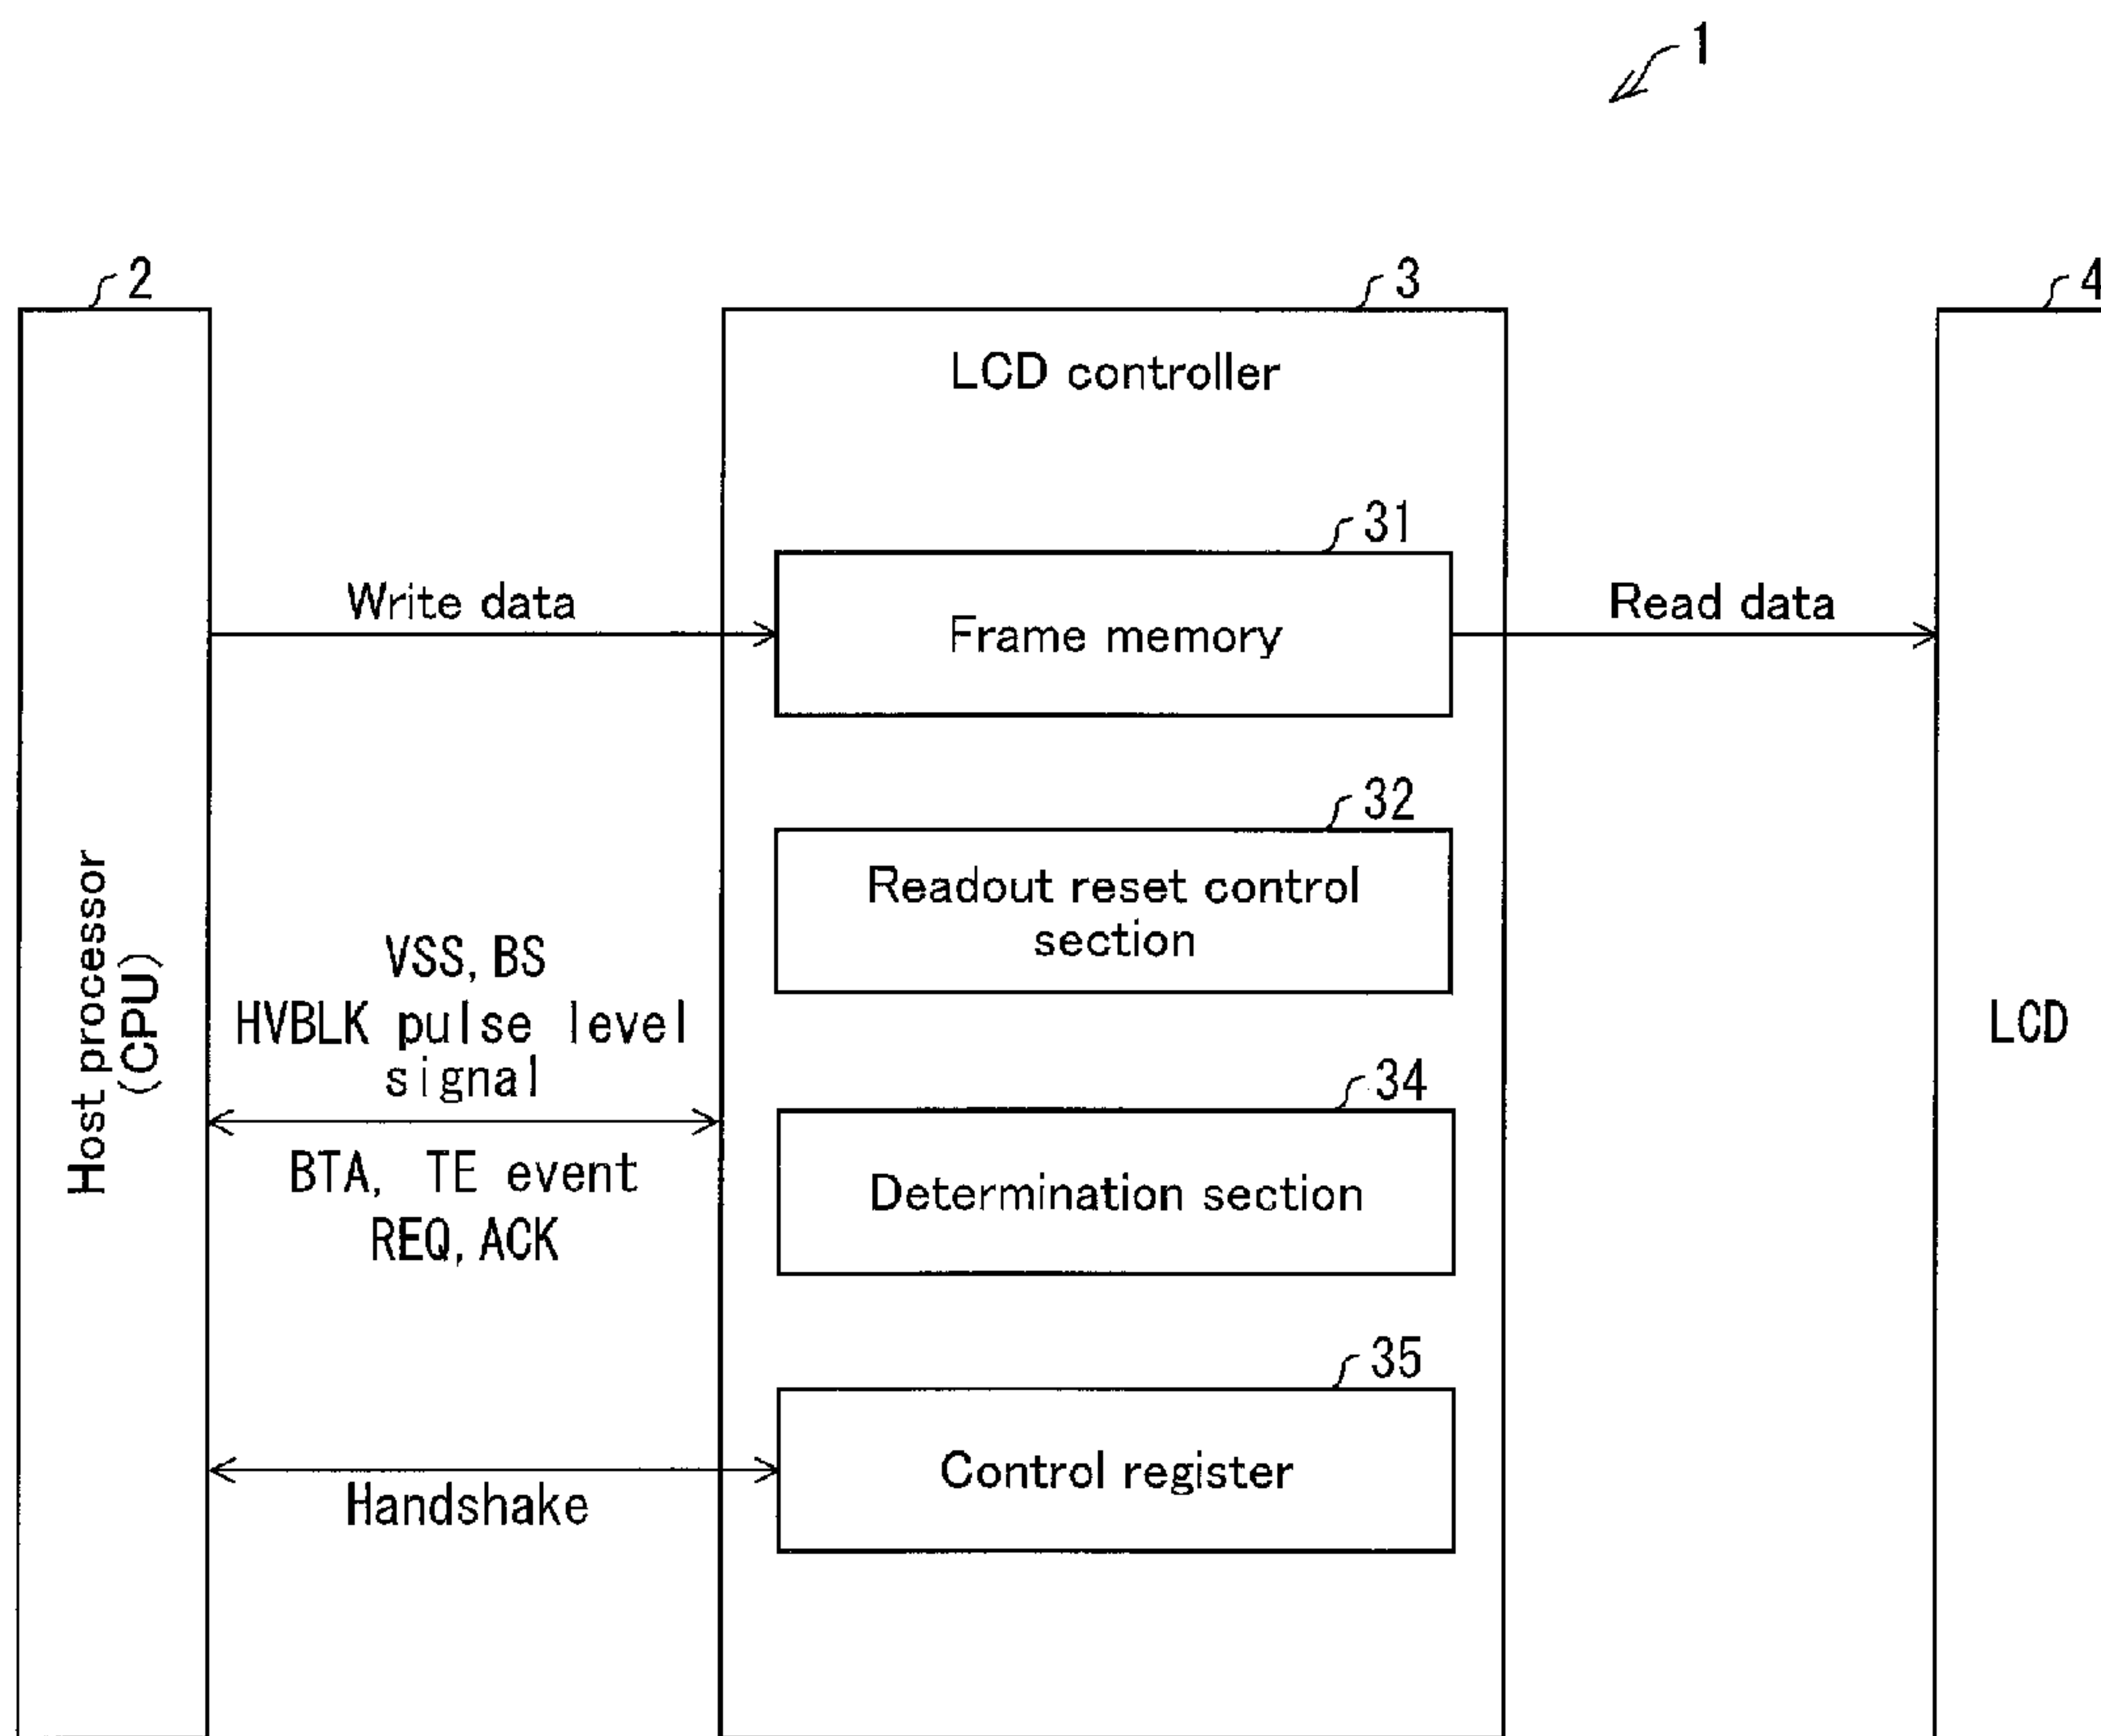 1
2
3
4
LCD controller
31
Write data
Frame memory
Read data
32
Readout reset control
section
Host processor
(CPU)
VSS, BS
HVBLK pulse level
signal
BTA, TE event
REQ, ACK
LCD
34
Determination section
35
Control register
Handshake